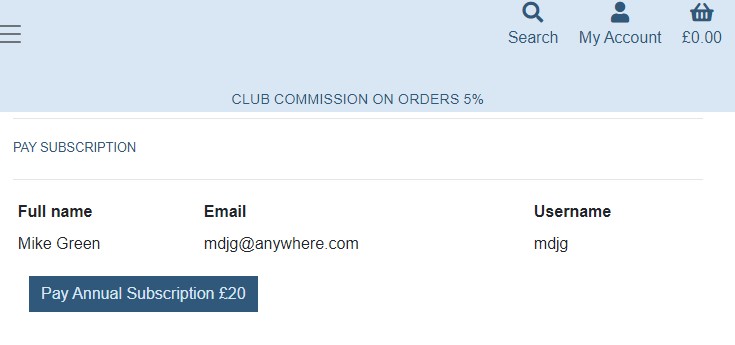 Search My Account £0.00
CLUB COMMISSION ON ORDERS 5%
PAY SUBSCRIPTION
Full name Email Username
Mike Green mdjg@anywhere.com mdjg
Pay Annual Subscription £20